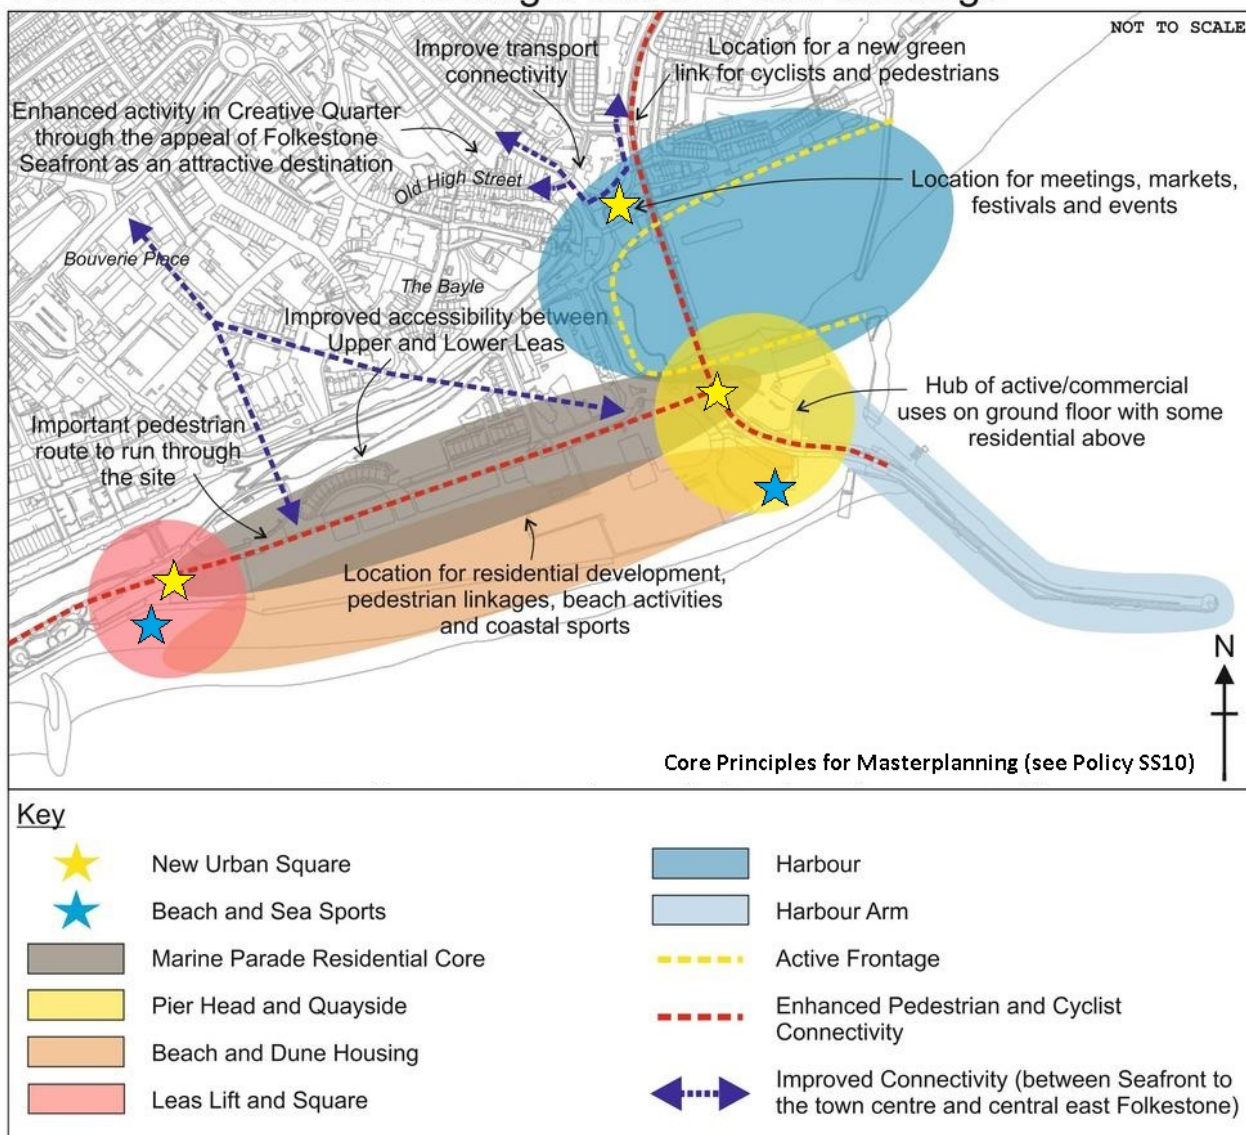 NOT TO SCALE
Improve transport
connectivity
Location for a new green
link for cyclists and pedestrians
Enhanced activity in Creative Quarter
through the appeal of Folkestone
Seafront as an attractive destination
Old High Street
Location for meetings, markets,
festivals and events
Bouverie Place
The Bayle
Improved accessibility between
Upper and Lower Leas
Hub of active/commercial
uses on ground floor with some
residential above
Important pedestrian
route to run through
the site
Location for residential development,
pedestrian linkages, beach activities
and coastal sports
N
Core Principles for Masterplanning (see Policy SS10)
Key
New Urban Square
Beach and Sea Sports
Marine Parade Residential Core
Pier Head and Quayside
Beach and Dune Housing
Leas Lift and Square
Harbour
Harbour Arm
Active Frontage
Enhanced Pedestrian and Cyclist
Connectivity
Improved Connectivity (between Seafront to
the town centre and central east Folkestone)